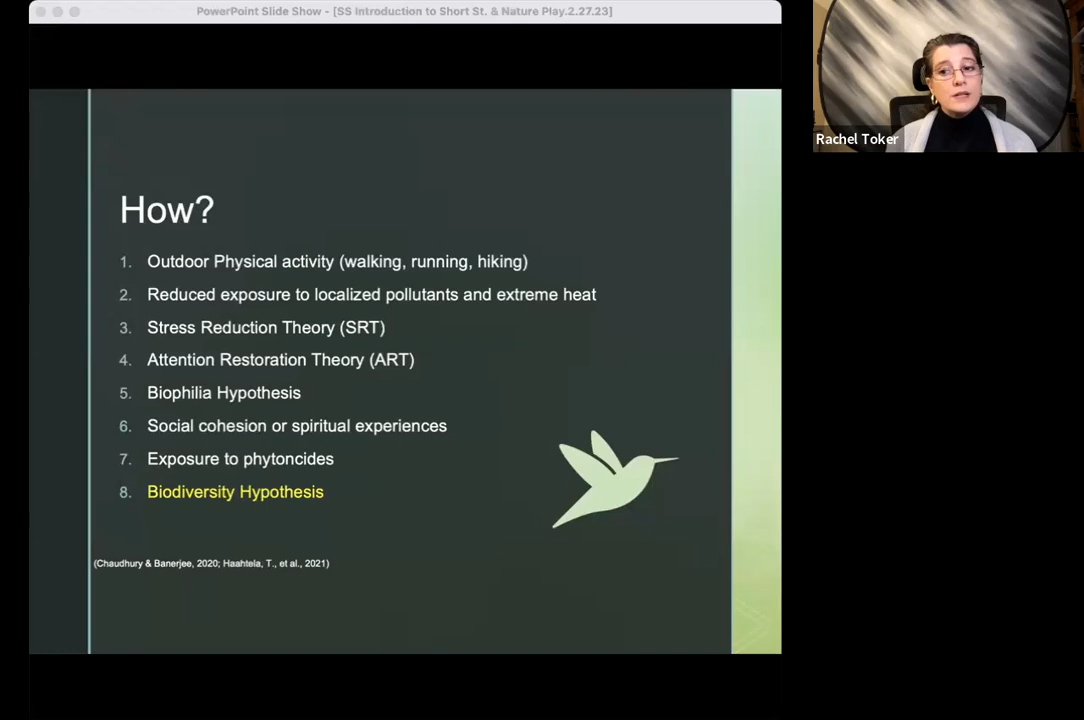 PowerPoint Slide Show - [SS Introduction to Short St. & Nature Play.2.27.23]
Rachel Toker
How?
1. Outdoor Physical activity (walking, running, hiking)
2. Reduced exposure to localized pollutants and extreme heat
3. Stress Reduction Theory (SRT)
4. Attention Restoration Theory (ART)
5. Biophilia Hypothesis
6. Social cohesion or spiritual experiences
7. Exposure to phytoncides
8. Biodiversity Hypothesis
(Chaudhury & Banerjee, 2020; Haahtela, T., et al., 2021)